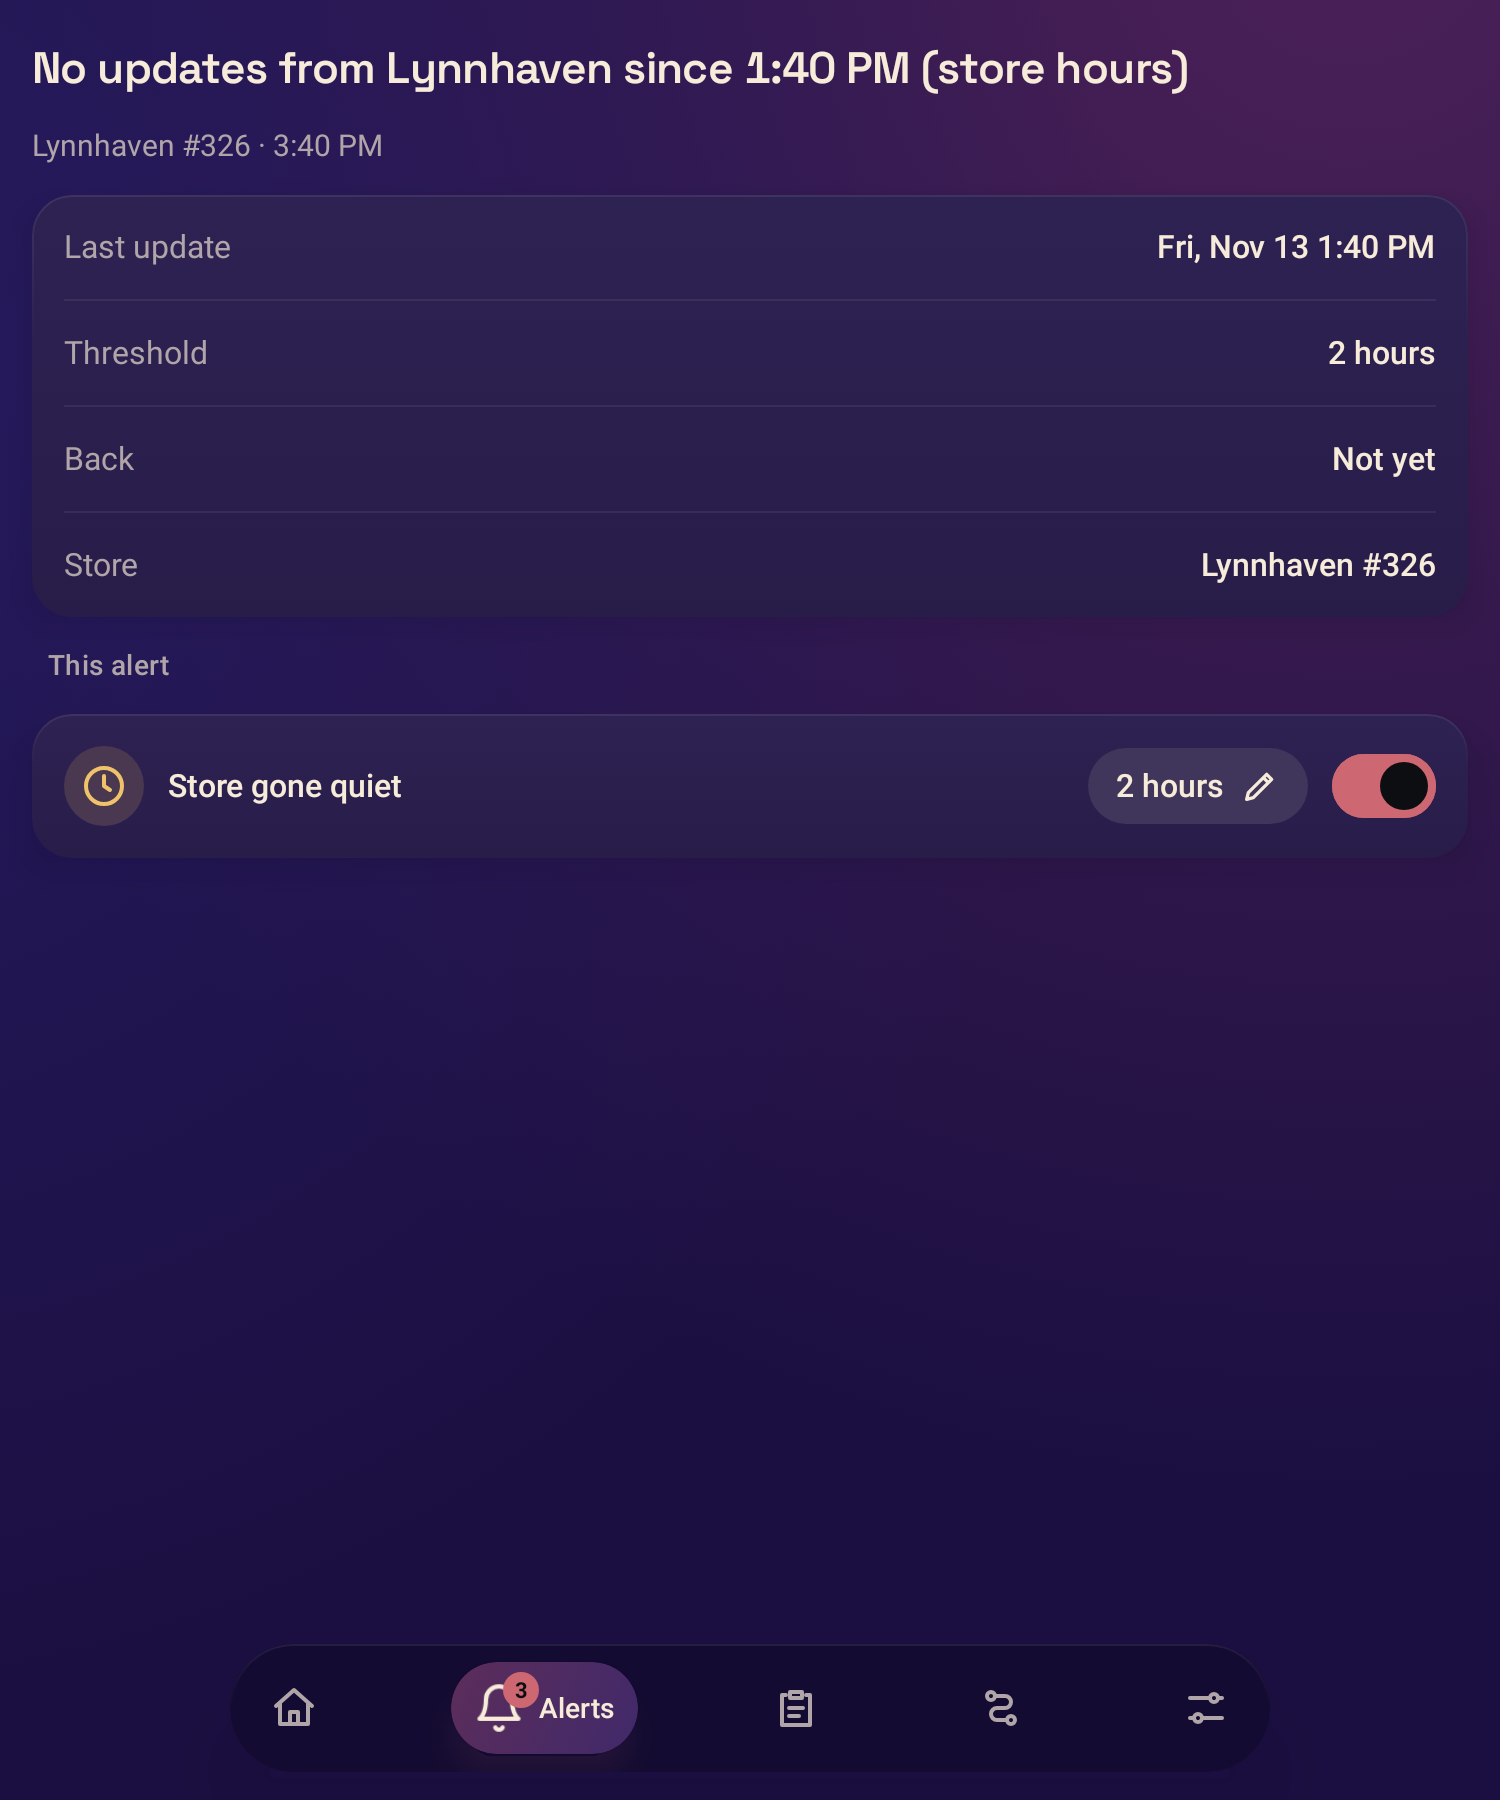 No updates from Lynnhaven since 1:40 PM (store hours)
Lynnhaven #326 · 3:40 PM
Last update Fri, Nov 13 1:40 PM
Threshold 2 hours
Back Not yet
Store Lynnhaven #326
This alert
Store gone quiet 2 hours
3 Alerts